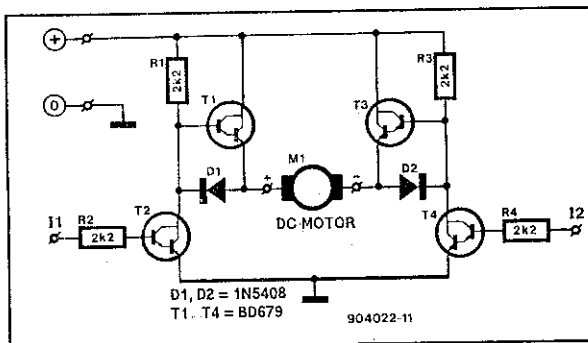 +
R1
2k2
T1
R3
2k2
T3
0
D1
+
M1
-
D2
DC-MOTOR
I1
R2
2k2
T2
T4
R4
2k2
I2
D1, D2 = 1N5408
T1...T4 = BD679
904022-11